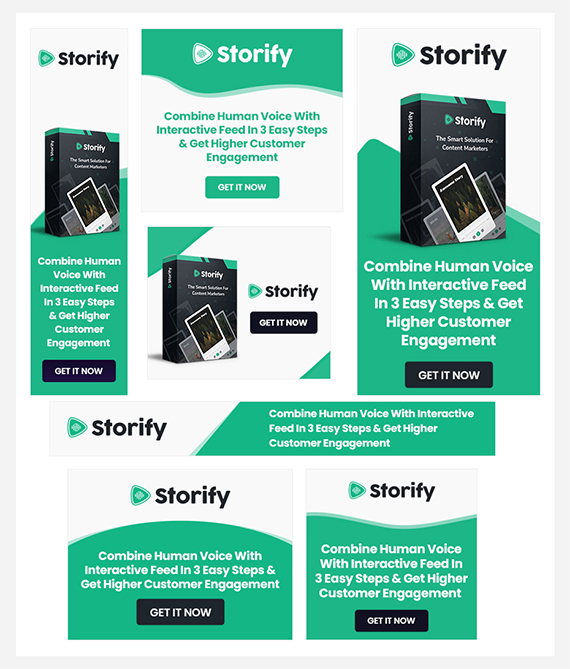 Storify
Storify
Storify
The Smart Solution For
Content Marketers
Combine Human
Voice With
Interactive Feed
In 3 Easy Steps
& Get Higher
Customer
Engagement
GET IT NOW
Storify
Combine Human Voice With
Interactive Feed In 3 Easy Steps
& Get Higher Customer
Engagement
GET IT NOW
Storify
Storify
Storify
The Smart Solution For
Content Marketers
Awesome Story
Combine Human Voice
With Interactive Feed
In 3 Easy Steps & Get
Higher Customer
Engagement
GET IT NOW
Storify
Storify
The Smart Solution For
Content Marketers
Storify
GET IT NOW
Storify
Combine Human Voice With Interactive
Feed In 3 Easy Steps & Get Higher
Customer Engagement
Storify
Combine Human Voice With
Interactive Feed In 3 Easy Steps &
Get Higher Customer Engagement
GET IT NOW
Storify
Combine Human Voice
With Interactive Feed In
3 Easy Steps & Get Higher
Customer Engagement
GET IT NOW